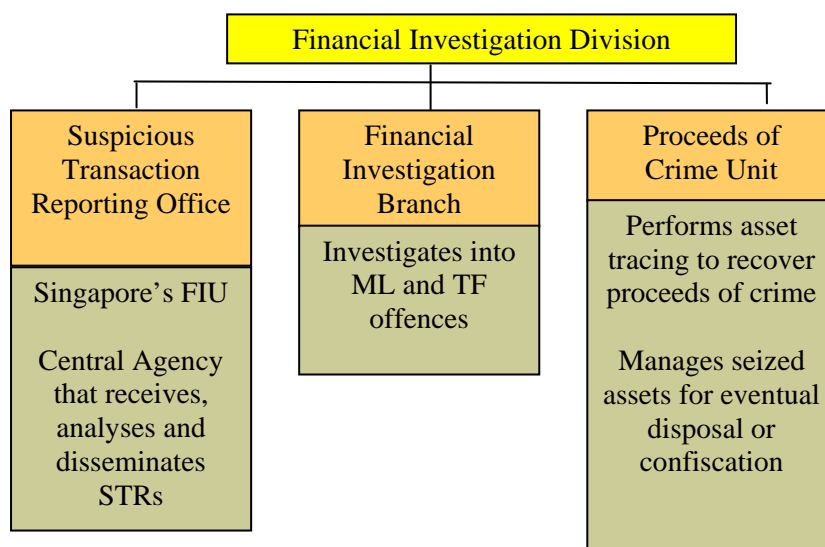 Financial Investigation Division
Suspicious
Transaction
Reporting Office
Singapore’s FIU
Central Agency
that receives,
analyses and
disseminates
STRs
Financial
Investigation
Branch
Investigates into
ML and TF
offences
Proceeds of
Crime Unit
Performs asset
tracing to recover
proceeds of crime
Manages seized
assets for eventual
disposal or
confiscation